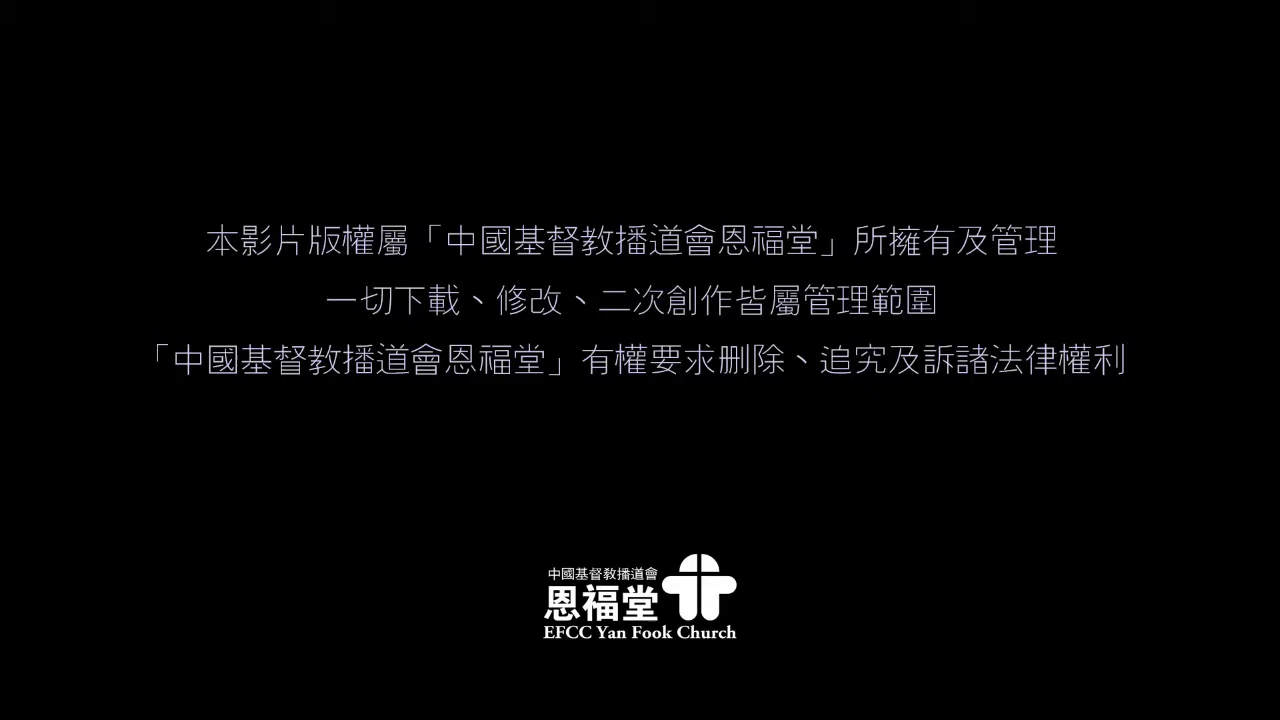 本影片版權屬「中國基督教播道會恩福堂」所擁有及管理
一切下載、修改、二次創作皆屬管理範圍
「中國基督教播道會恩福堂」有權要求刪除、追究及訴諸法律權利
中國基督教播道會
恩福堂
EFCC Yan Fook Church